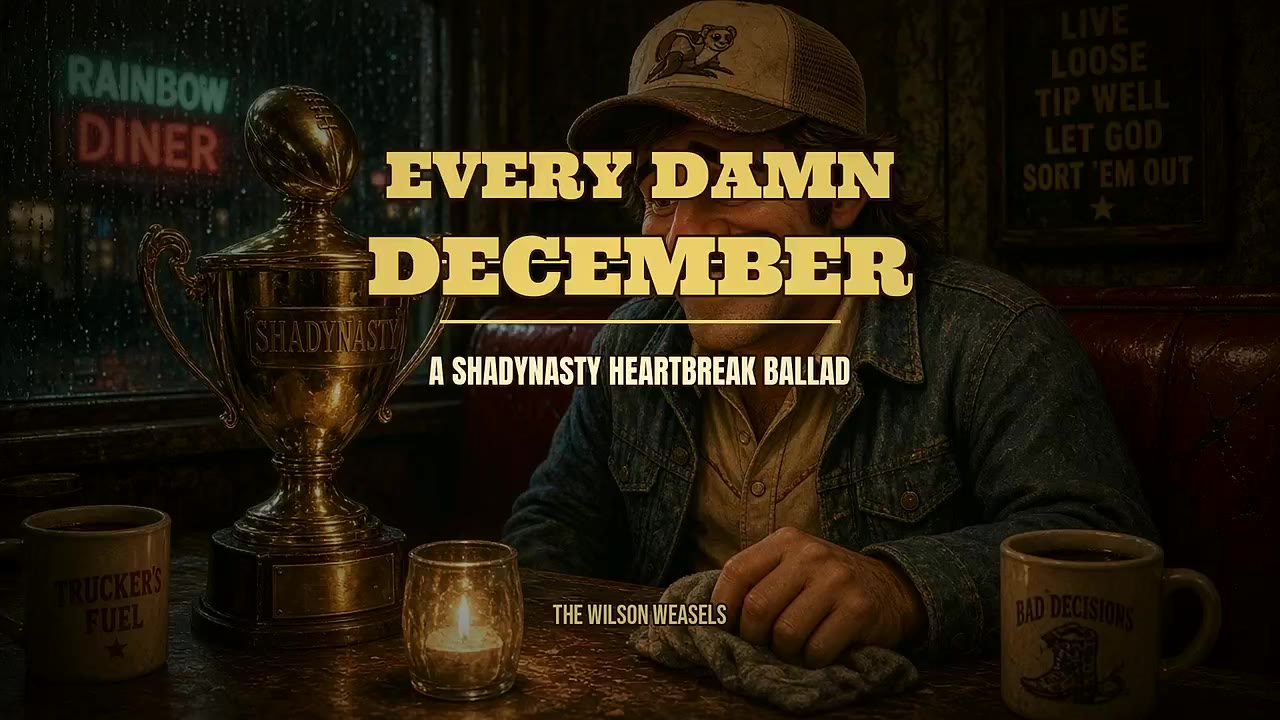 RAINBOW
DINER
LIVE
LOOSE
TIP WELL
LET GOD
SORT 'EM OUT
EVERY DAMN
DECEMBER
SHADYNASTY
A SHADYNASTY HEARTBREAK BALLAD
TRUCKER'S
FUEL
THE WILSON WEASELS
BAD DECISIONS